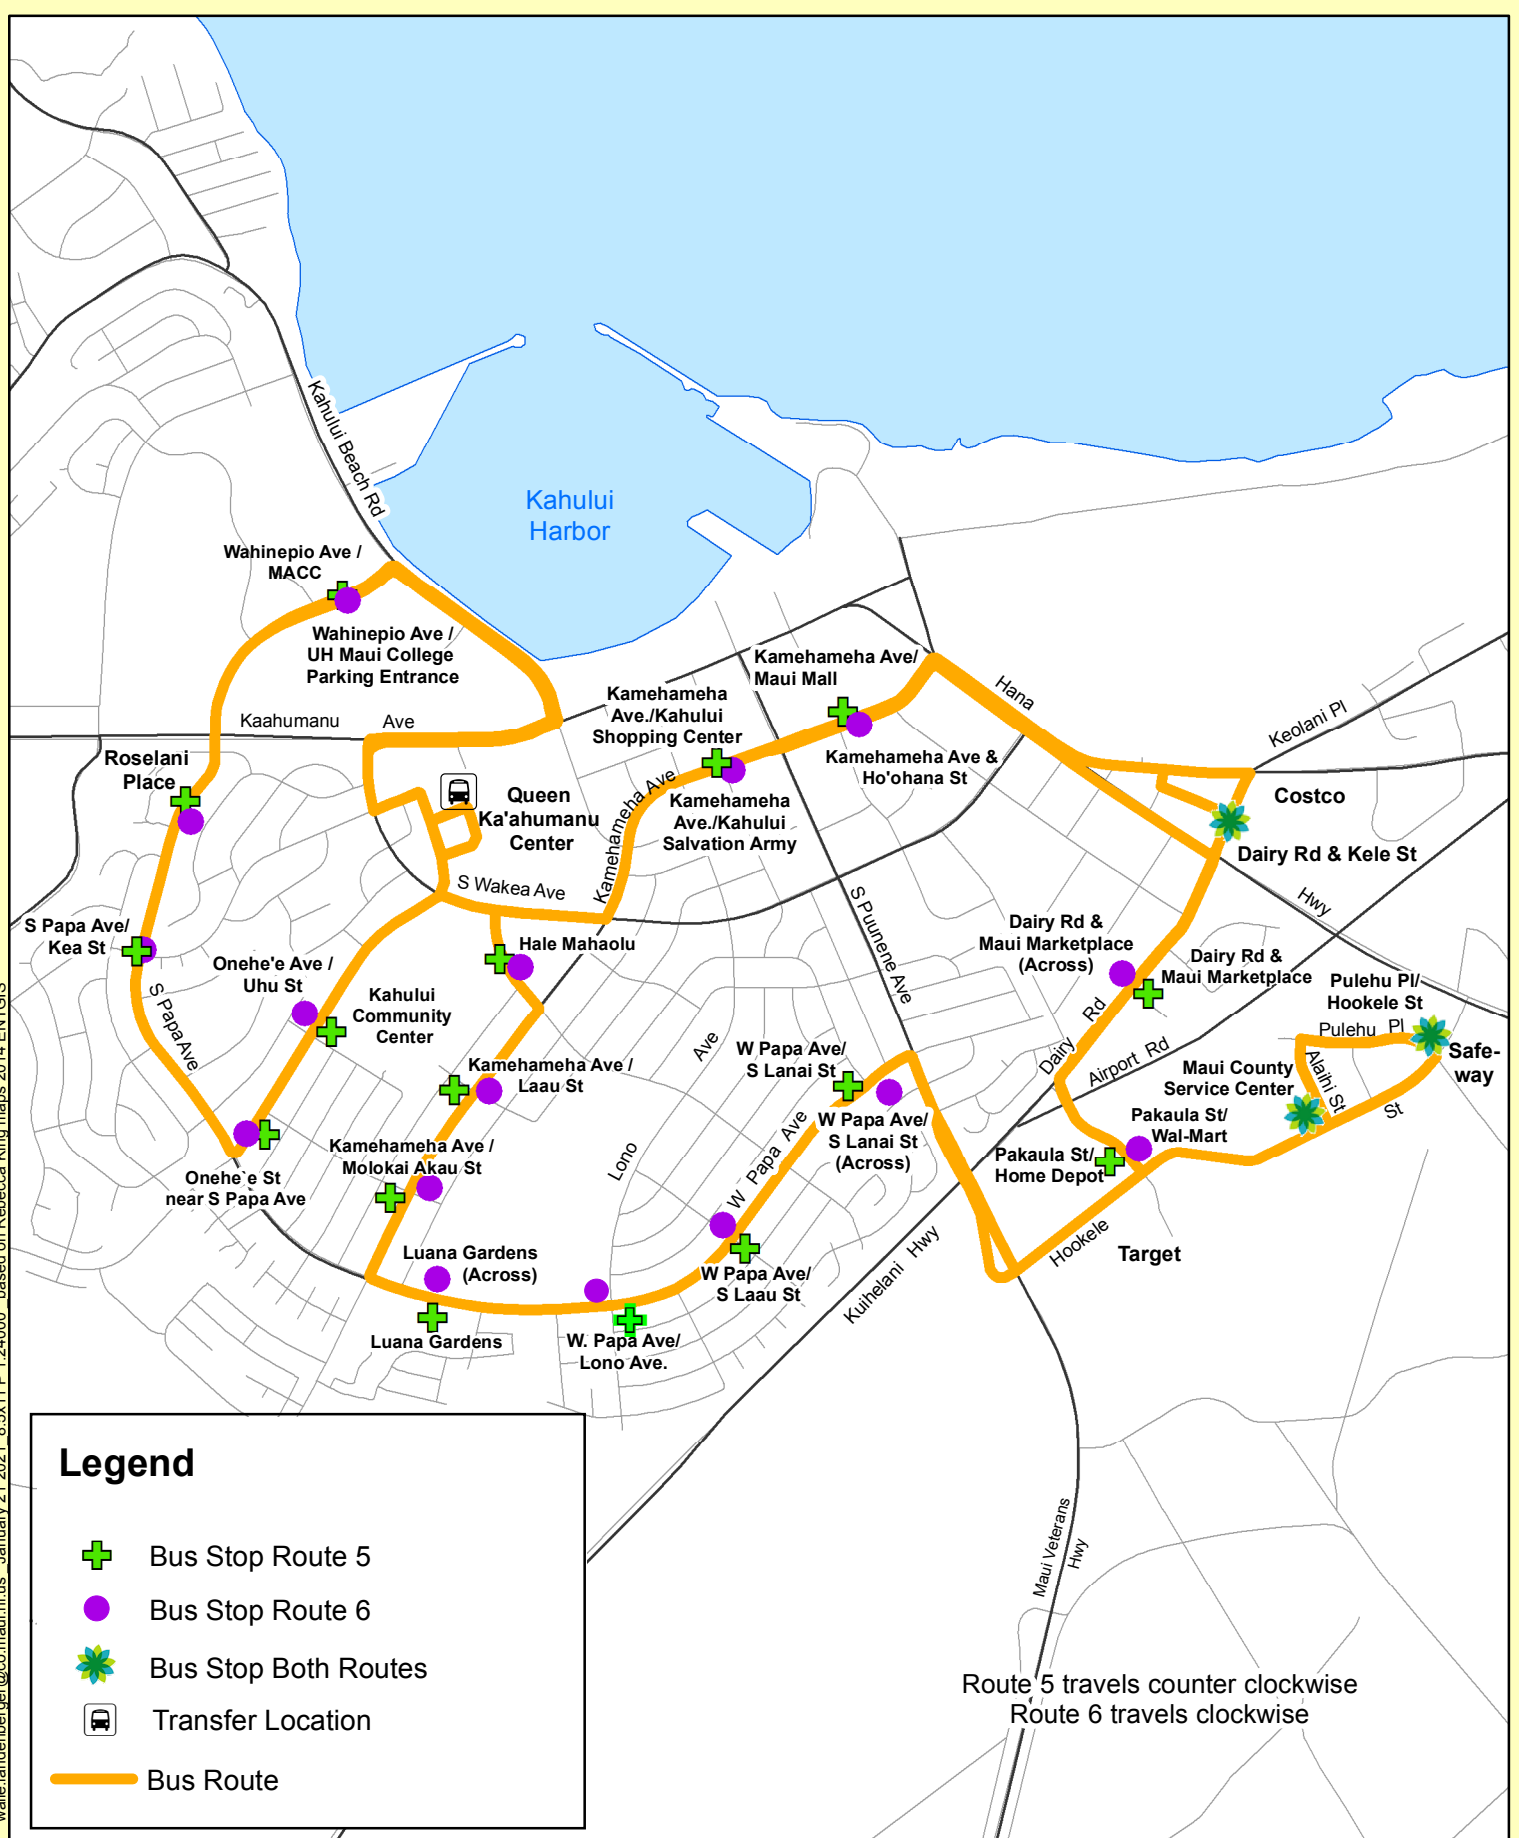 Kahului Beach Rd
Kahului
Harbor
Wahinepio Ave /
MACC
Wahinepio Ave /
UH Maui College
Parking Entrance
Kamehameha Ave/
Maui Mall
Kamehameha
Ave./Kahului
Shopping Center
Hana
Keolani Pl
Kaahumanu
Ave
Roselani
Place
Kamehameha Ave &
Ho'ohana St
Queen
Ka'ahumanu
Center
Kamehameha Ave
Kamehameha
Ave./Kahului
Salvation Army
Costco
Dairy Rd & Kele St
S Wakea Ave
Hwy
S Puunene Ave
S Papa Ave/
Kea St
Hale Mahaolu
Dairy Rd &
Maui Marketplace
(Across)
Dairy Rd &
Maui Marketplace
Onehe'e Ave /
Uhu St
Kahului
Community
Center
S Papa Ave
Pulehu Pl/
Hookele St
Pulehu Pl
Safe-
way
Dairy
Rd
Airport Rd
Alaihi St
St
Maui County
Service Center
Ave
Lono
W Papa Ave/
S Lanai St
Kamehameha Ave /
Laau St
W Papa Ave/
S Lanai St
(Across)
Pakaula St/
Wal-Mart
Pakaula St/
Home Depot
Kamehameha Ave /
Molokai Akau St
W Papa Ave
Onehe'e St
near S Papa Ave
Hookele
Target
Kuihelani Hwy
Luana Gardens
(Across)
W Papa Ave/
S Laau St
Luana Gardens
W. Papa Ave/
Lono Ave.
Maui Veterans
Hwy
Legend
Bus Stop Route 5
Bus Stop Route 6
Bus Stop Both Routes
Transfer Location
Bus Route
Route 5 travels counter clockwise
Route 6 travels clockwise